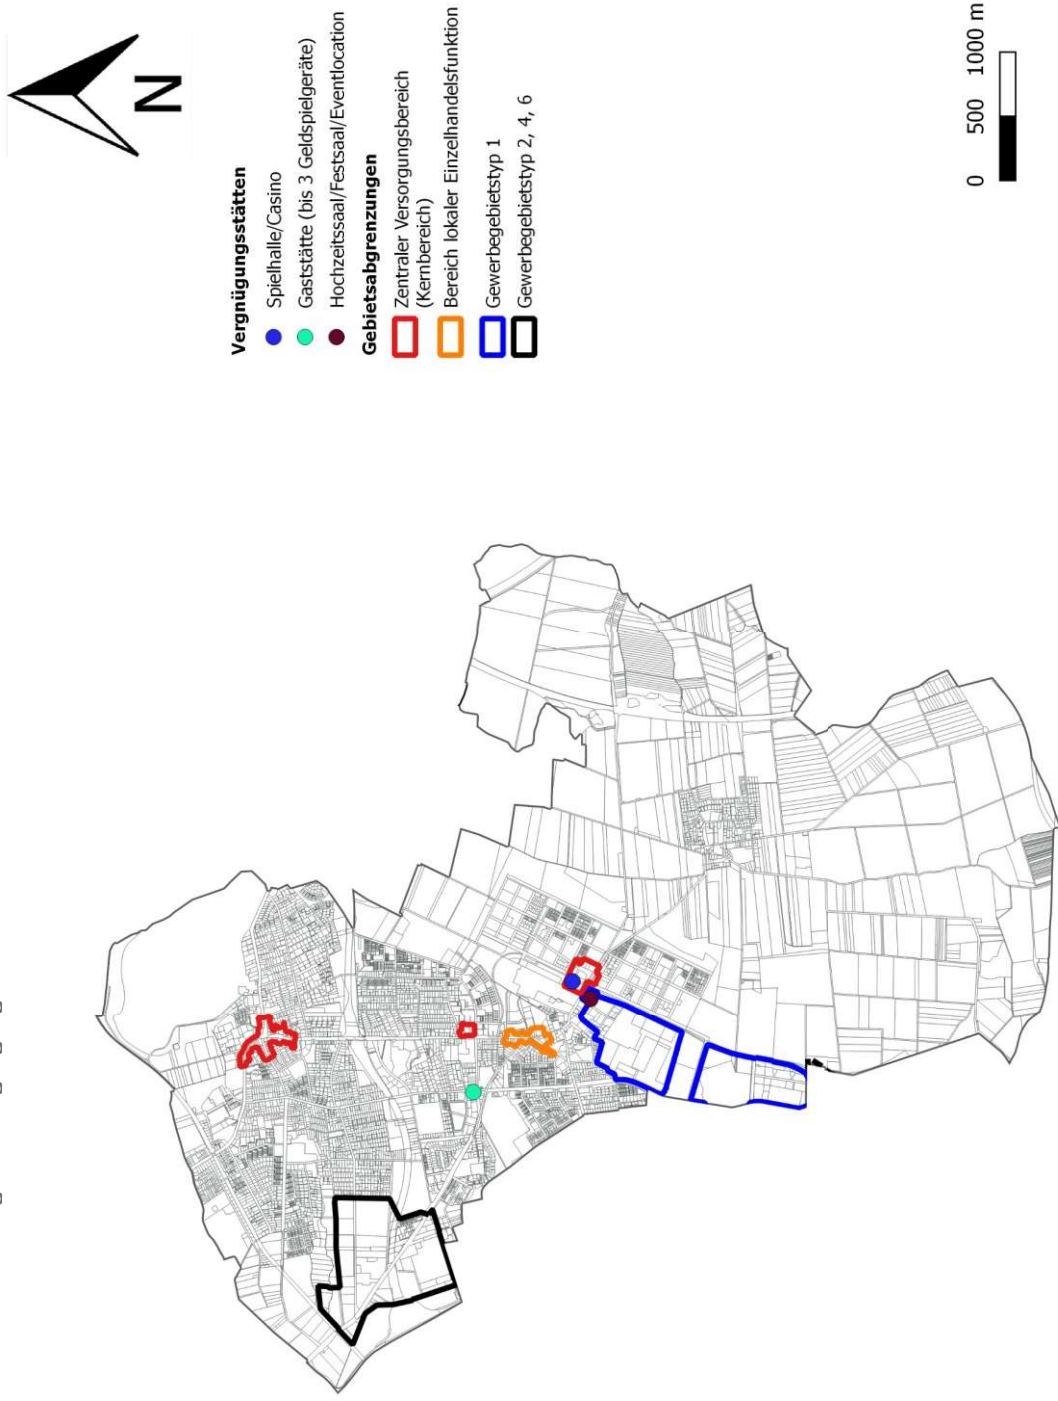 N
Vergnügungsstätten
Spielhalle/Casino
Gaststätte (bis 3 Geldspielgeräte)
Hochzeitssaal/Festsaal/Eventlocation
Gebietsabgrenzungen
Zentraler Versorgungsbereich
(Kernbereich)
Bereich lokaler Einzelhandelsfunktion
Gewerbegebietstyp 1
Gewerbegebietstyp 2, 4, 6
0 500 1000 m